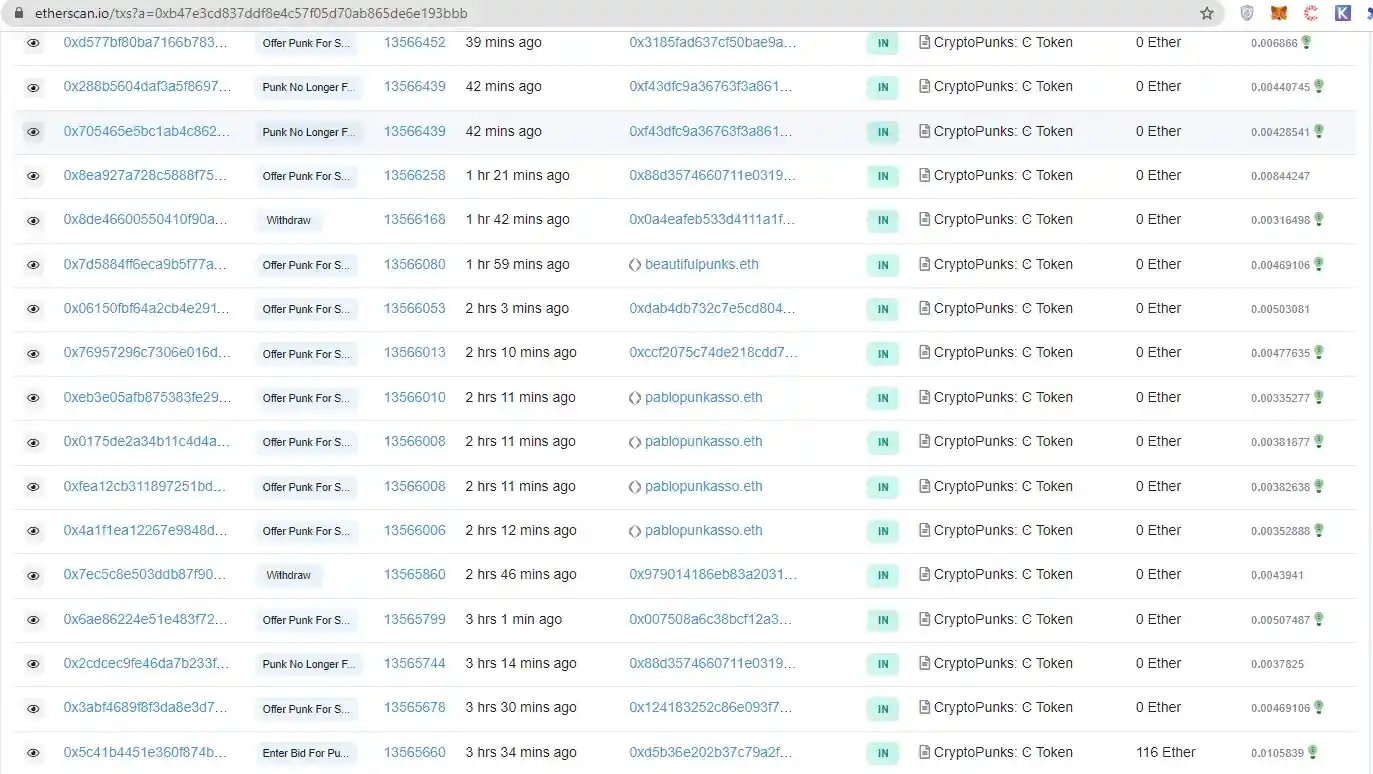 etherscan.io/txs?a=0xb47e3cd837ddf8e4c57f05d70ab865de6e193bbb K
0xd577bf80ba7166b783... Offer Punk For S... 13566452 39 mins ago 0x3185fad637cf50bae9a... IN CryptoPunks: Ͼ Token 0 Ether 0.006866
0x288b5604daf3a5f8697... Punk No Longer F... 13566439 42 mins ago 0xf43dfc9a36763f3a861... IN CryptoPunks: Ͼ Token 0 Ether 0.00440745
0x705465e5bc1ab4c862... Punk No Longer F... 13566439 42 mins ago 0xf43dfc9a36763f3a861... IN CryptoPunks: Ͼ Token 0 Ether 0.00428541
0x8ea927a728c5888f75... Offer Punk For S... 13566258 1 hr 21 mins ago 0x88d3574660711e0319... IN CryptoPunks: Ͼ Token 0 Ether 0.00844247
0x8de46600550410f90a... Withdraw 13566168 1 hr 42 mins ago 0x0a4eafeb533d4111a1f... IN CryptoPunks: Ͼ Token 0 Ether 0.00316498
0x7d5884ff6eca9b5f77a... Offer Punk For S... 13566080 1 hr 59 mins ago beautifulpunks.eth IN CryptoPunks: Ͼ Token 0 Ether 0.00469106
0x06150fbf64a2cb4e291... Offer Punk For S... 13566053 2 hrs 3 mins ago 0xdab4db732c7e5cd804... IN CryptoPunks: Ͼ Token 0 Ether 0.00503081
0x76957296c7306e016d... Offer Punk For S... 13566013 2 hrs 10 mins ago 0xccf2075c74de218cdd7... IN CryptoPunks: Ͼ Token 0 Ether 0.00477635
0xeb3e05afb875383fe29... Offer Punk For S... 13566010 2 hrs 11 mins ago pablopunkasso.eth IN CryptoPunks: Ͼ Token 0 Ether 0.00335277
0x0175de2a34b11c4d4a... Offer Punk For S... 13566008 2 hrs 11 mins ago pablopunkasso.eth IN CryptoPunks: Ͼ Token 0 Ether 0.00381877
0xfea12cb311897251bd... Offer Punk For S... 13566008 2 hrs 11 mins ago pablopunkasso.eth IN CryptoPunks: Ͼ Token 0 Ether 0.00382638
0x4a1f1ea12267e9848d... Offer Punk For S... 13566006 2 hrs 12 mins ago pablopunkasso.eth IN CryptoPunks: Ͼ Token 0 Ether 0.00352888
0x7ec5c8e503ddb87f90... Withdraw 13565860 2 hrs 46 mins ago 0x979014186eb83a2031... IN CryptoPunks: Ͼ Token 0 Ether 0.0043941
0x6ae86224e51e483f72... Offer Punk For S... 13565799 3 hrs 1 min ago 0x007508a6c38bcf12a3... IN CryptoPunks: Ͼ Token 0 Ether 0.00507487
0x2cdcec9fe46da7b233f... Punk No Longer F... 13565744 3 hrs 14 mins ago 0x88d3574660711e0319... IN CryptoPunks: Ͼ Token 0 Ether 0.0037825
0x3abf4689f8f3da8e3d7... Offer Punk For S... 13565678 3 hrs 30 mins ago 0x124183252c86e093f7... IN CryptoPunks: Ͼ Token 0 Ether 0.00469106
0x5c41b4451e360f874b... Enter Bid For Pu... 13565660 3 hrs 34 mins ago 0xd5b36e202b37c79a2f... IN CryptoPunks: Ͼ Token 116 Ether 0.0105839